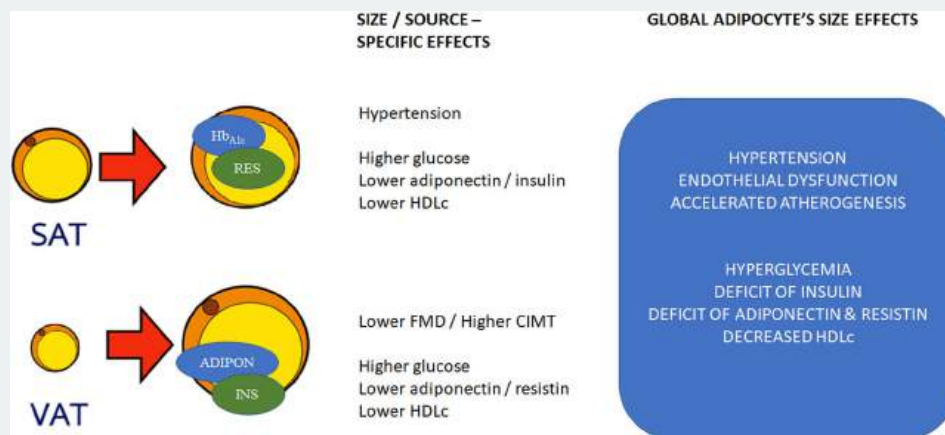 SIZE / SOURCE –
SPECIFIC EFFECTS
GLOBAL ADIPOCYTE'S SIZE EFFECTS
SAT
Hb A1c
RES
Hypertension
Higher glucose
Lower adiponectin / insulin
Lower HDLc
VAT
ADIPON
INS
Lower FMD / Higher CIMT
Higher glucose
Lower adiponectin / resistin
Lower HDLc
HYPERTENSION
ENDOTHELIAL DYSFUNCTION
ACCELERATED ATHEROGENESIS
HYPERGLYCEMIA
DEFICIT OF INSULIN
DEFICIT OF ADIPONECTIN & RESISTIN
DECREASED HDLc